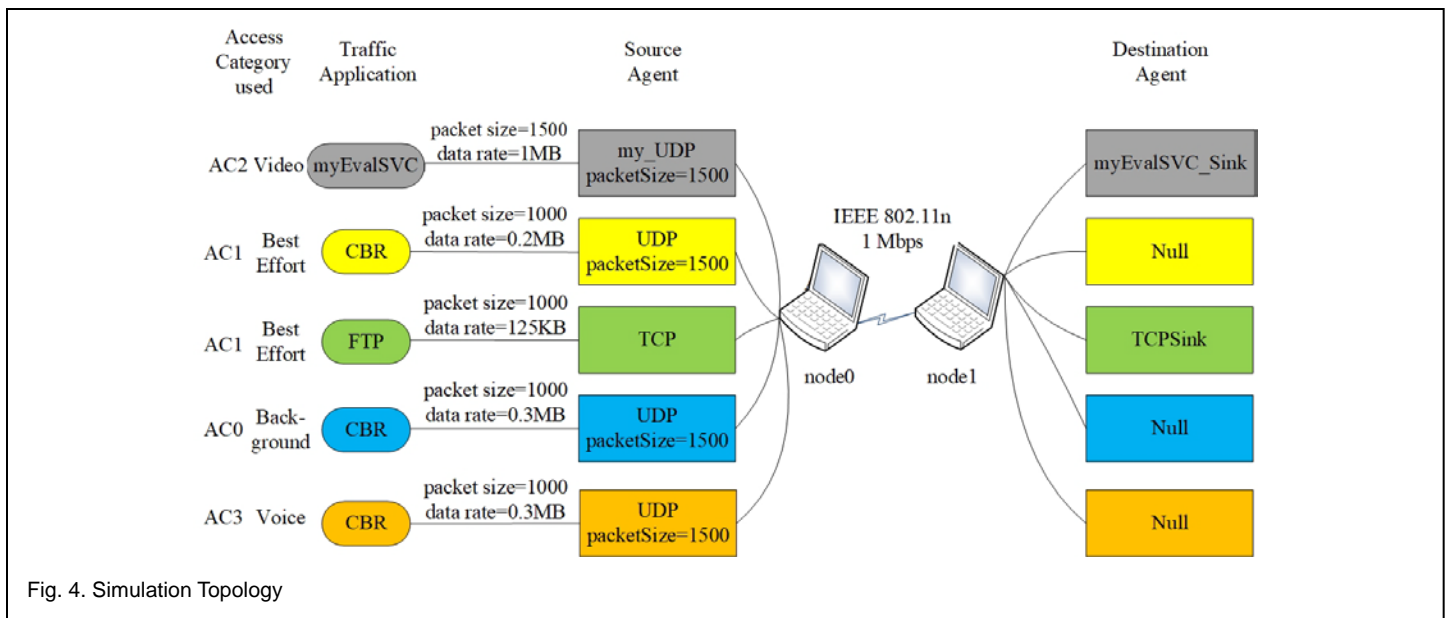 Access
Category
used
Traffic
Application
Source
Agent
Destination
Agent
AC2 Video
myEvalSVC
packet size=1500
data rate=1MB
my_UDP
packetSize=1500
myEvalSVC_Sink
AC1
Best
Effort
CBR
packet size=1000
data rate=0.2MB
UDP
packetSize=1500
IEEE 802.11n
1 Mbps
Null
AC1
Best
Effort
FTP
packet size=1000
data rate=125KB
TCP
node0
node1
TCPSink
AC0
Back-
ground
CBR
packet size=1000
data rate=0.3MB
UDP
packetSize=1500
Null
AC3 Voice
CBR
packet size=1000
data rate=0.3MB
UDP
packetSize=1500
Null
Fig. 4. Simulation Topology